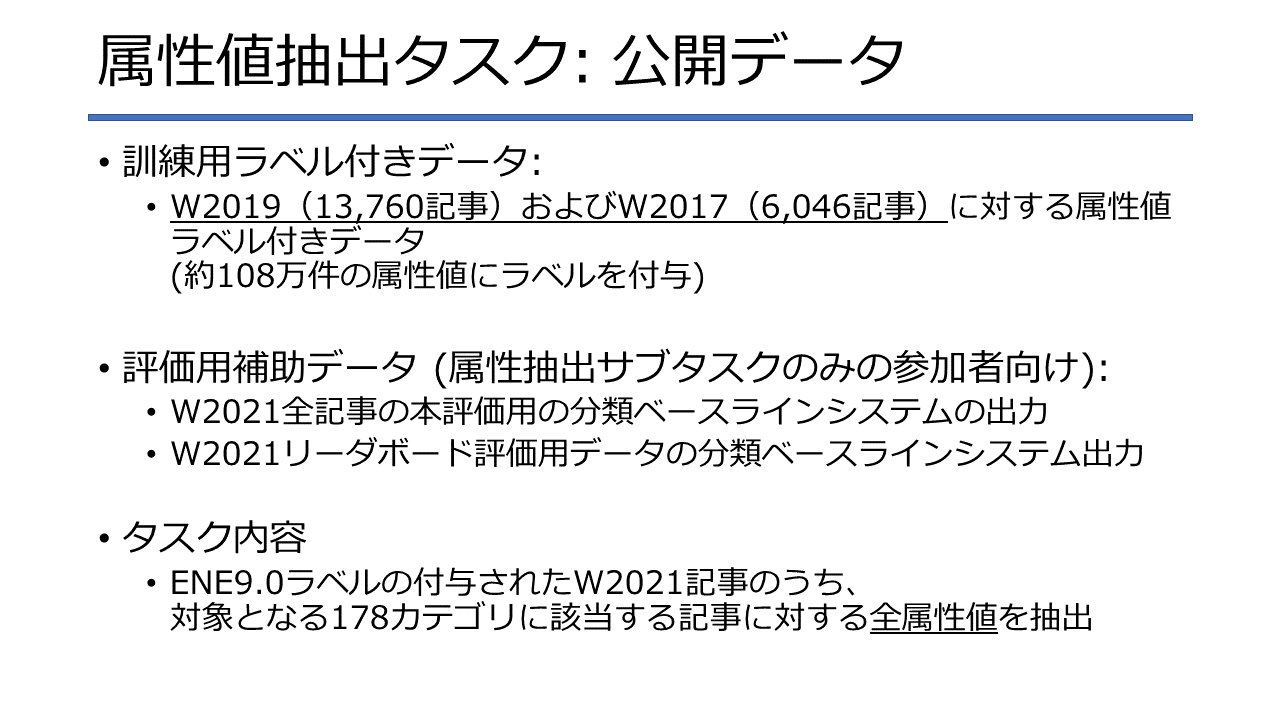 属性値抽出タスク: 公開データ
• 訓練用ラベル付きデータ:
• W2019（13,760記事）およびW2017（6,046記事）に対する属性値
ラベル付きデータ
(約108万件の属性値にラベルを付与)
• 評価用補助データ (属性抽出サブタスクのみの参加者向け):
• W2021全記事の本評価用の分類ベースラインシステムの出力
• W2021リーダボード評価用データの分類ベースラインシステム出力
• タスク内容
• ENE9.0ラベルの付与されたW2021記事のうち、
対象となる178カテゴリに該当する記事に対する全属性値を抽出